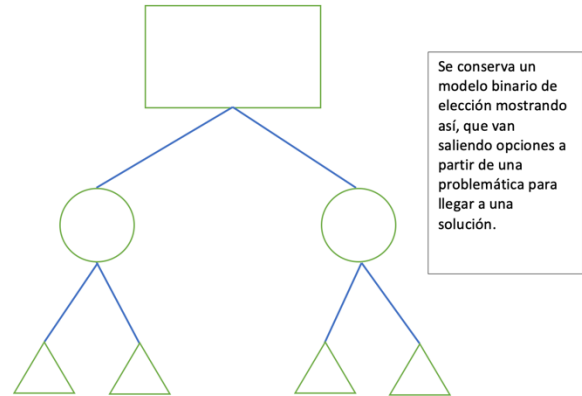 Se conserva un
modelo binario de
elección mostrando
así, que van
saliendo opciones a
partir de una
problemática para
llegar a una
solución.